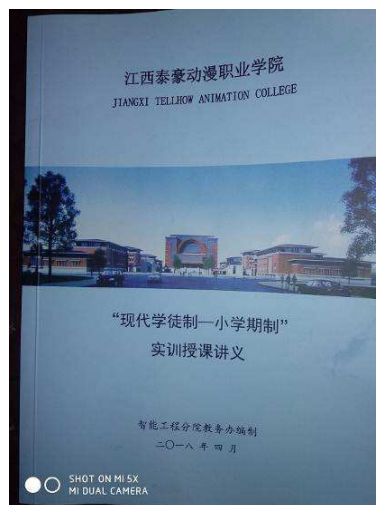 江西泰豪动漫职业学院
JIANGXI TELLHOW ANIMATION COLLEGE
“现代学徒制—小学期制”
实训授课讲义
智能工程分院教务办编制
二〇一八 年 四 月
SHOT ON MI 5X
MI DUAL CAMERA